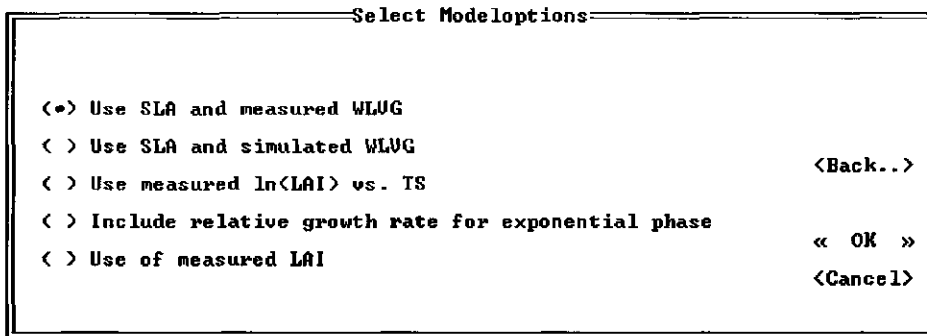 Select Modeloptions
(•) Use SLA and measured WLVG
( ) Use SLA and simulated WLVG
<Back..>
( ) Use measured ln(LAI) vs. TS
( ) Include relative growth rate for exponential phase
« OK »
( ) Use of measured LAI
<Cancel>